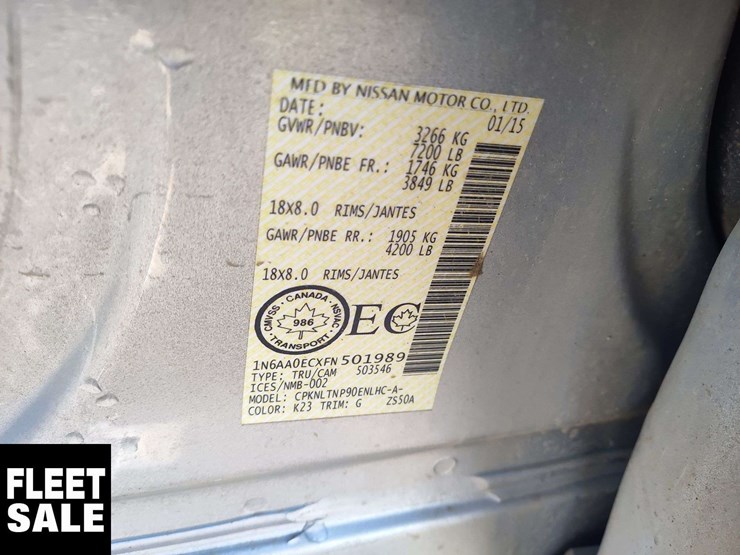 MFD BY NISSAN MOTOR CO., LTD.
DATE: 01/15
GVWR/PNBV: 3266 KG
7200 LB
GAWR/PNBE FR.: 1746 KG
3849 LB
18X8.0 RIMS/JANTES
GAWR/PNBE RR.: 1905 KG
4200 LB
18X8.0 RIMS/JANTES
CMVSS · CANADA · NSVAC
986
TRANSPORT
EC
1N6AA0ECXFN501989
TYPE: TRU/CAM 503546
ICES/NMB-002
MODEL: CPKNLTNP90ENLHC-A-
COLOR: K23 TRIM: G ZS50A
FLEET
SALE